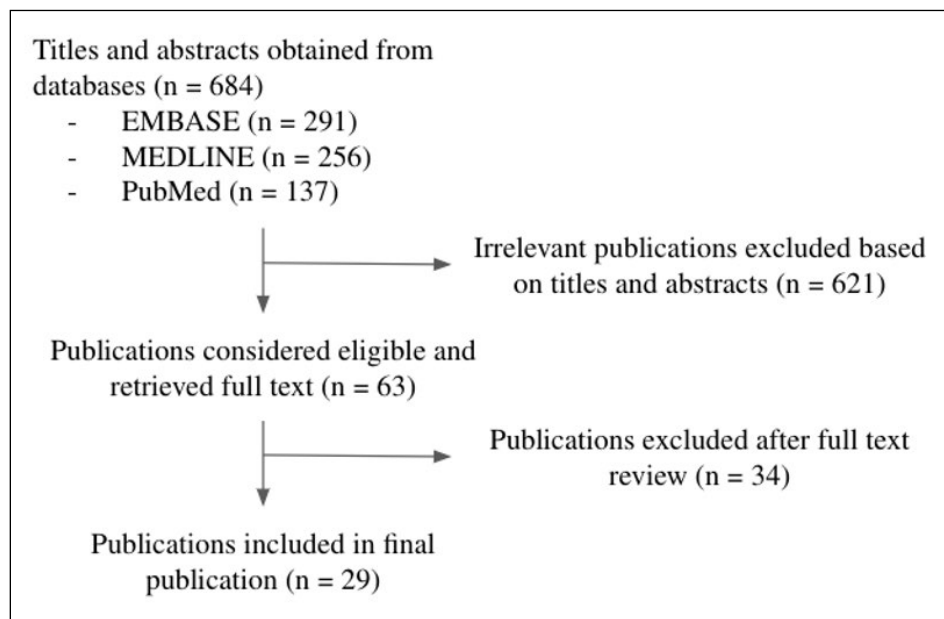 Titles and abstracts obtained from
databases (n = 684)
- EMBASE (n = 291)
- MEDLINE (n = 256)
- PubMed (n = 137)
Irrelevant publications excluded based
on titles and abstracts (n = 621)
Publications considered eligible and
retrieved full text (n = 63)
Publications excluded after full text
review (n = 34)
Publications included in final
publication (n = 29)